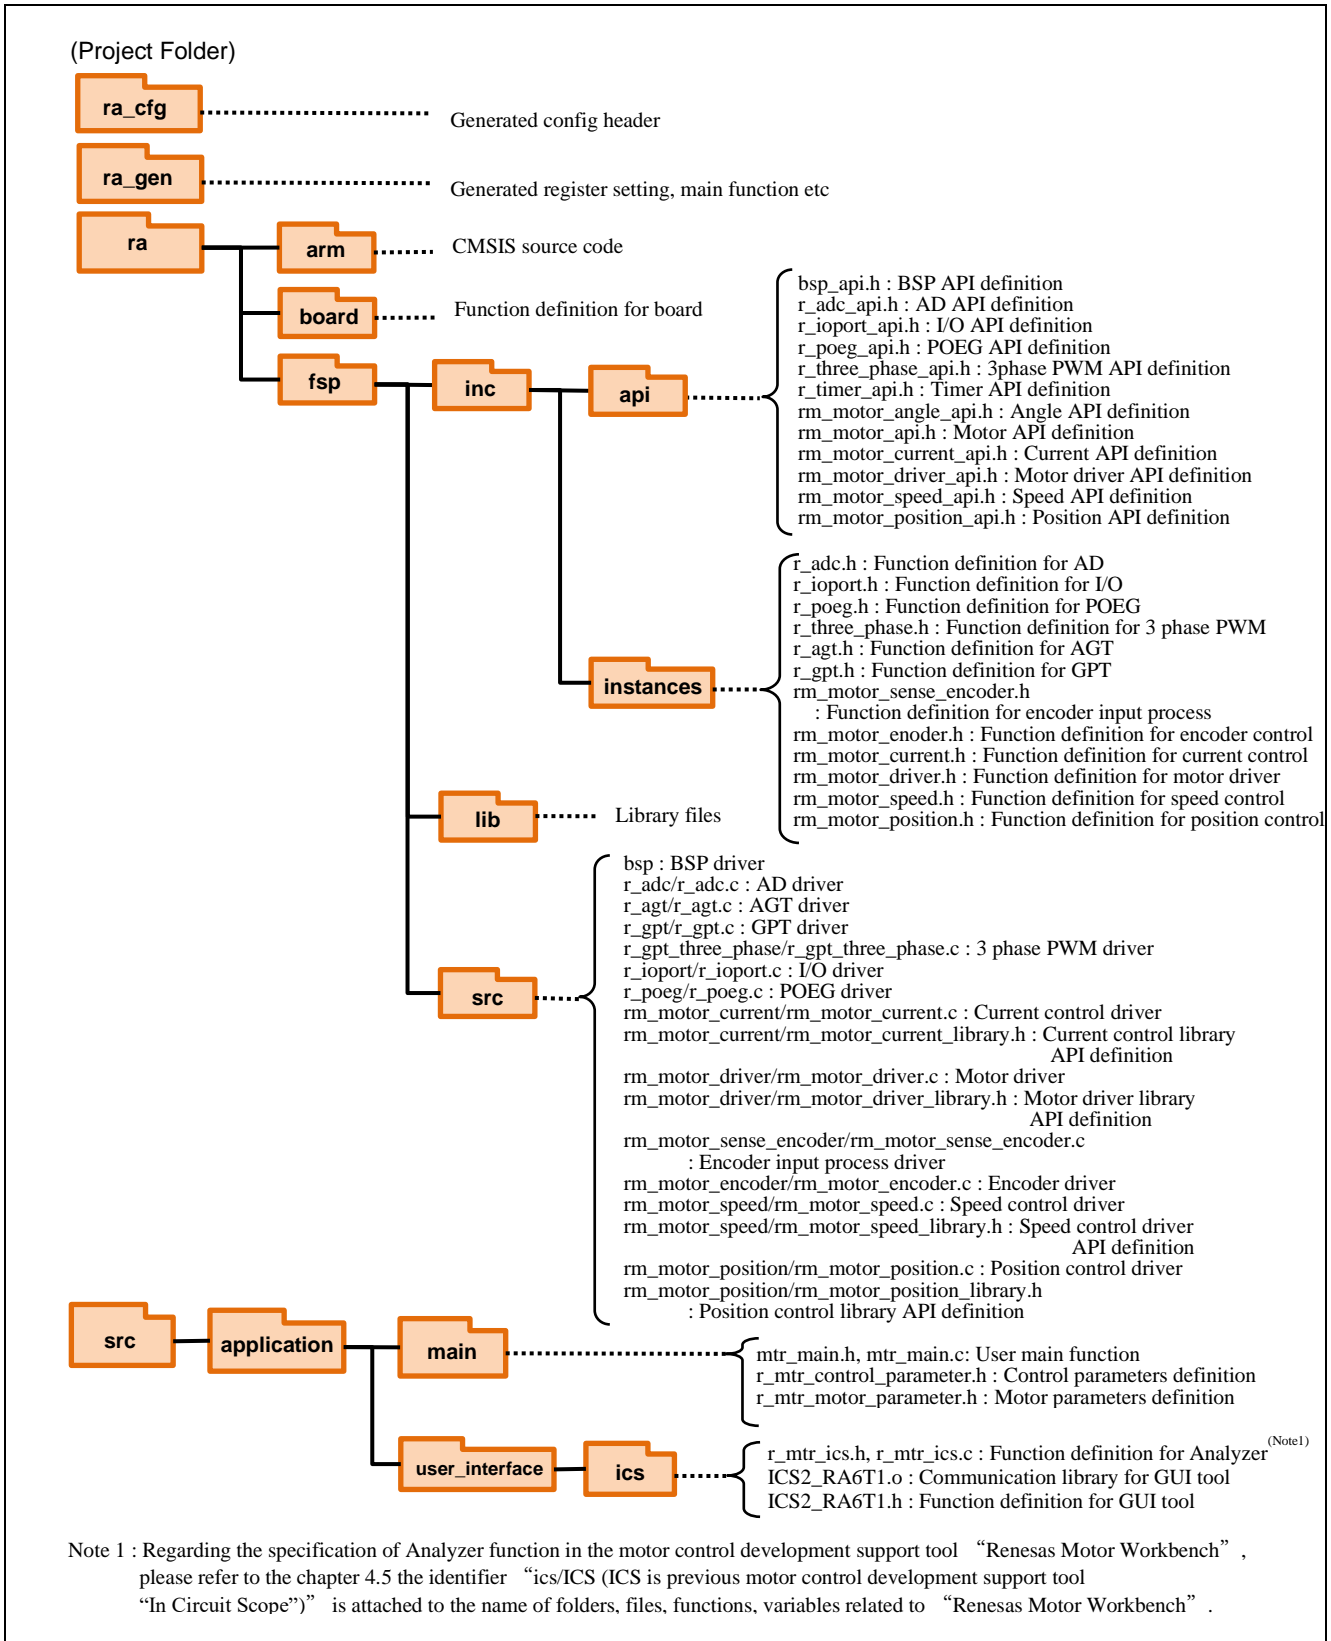 (Project Folder)
ra_cfg
Generated config header
ra_gen
Generated register setting, main function etc
ra
arm
CMSIS source code
board
Function definition for board
fsp
inc
api
bsp_api.h : BSP API definition
r_adc_api.h : AD API definition
r_ioport_api.h : I/O API definition
r_poeg_api.h : POEG API definition
r_three_phase_api.h : 3phase PWM API definition
r_timer_api.h : Timer API definition
rm_motor_angle_api.h : Angle API definition
rm_motor_api.h : Motor API definition
rm_motor_current_api.h : Current API definition
rm_motor_driver_api.h : Motor driver API definition
rm_motor_speed_api.h : Speed API definition
rm_motor_position_api.h : Position API definition
instances
r_adc.h : Function definition for AD
r_ioport.h : Function definition for I/O
r_poeg.h : Function definition for POEG
r_three_phase.h : Function definition for 3 phase PWM
r_agt.h : Function definition for AGT
r_gpt.h : Function definition for GPT
rm_motor_sense_encoder.h
: Function definition for encoder input process
rm_motor_enoder.h : Function definition for encoder control
rm_motor_current.h : Function definition for current control
rm_motor_driver.h : Function definition for motor driver
rm_motor_speed.h : Function definition for speed control
rm_motor_position.h : Function definition for position control
lib
Library files
src
bsp : BSP driver
r_adc/r_adc.c : AD driver
r_agt/r_agt.c : AGT driver
r_gpt/r_gpt.c : GPT driver
r_gpt_three_phase/r_gpt_three_phase.c : 3 phase PWM driver
r_ioport/r_ioport.c : I/O driver
r_poeg/r_poeg.c : POEG driver
rm_motor_current/rm_motor_current.c : Current control driver
rm_motor_current/rm_motor_current_library.h : Current control library
API definition
rm_motor_driver/rm_motor_driver.c : Motor driver
rm_motor_driver/rm_motor_driver_library.h : Motor driver library
API definition
rm_motor_sense_encoder/rm_motor_sense_encoder.c
: Encoder input process driver
rm_motor_encoder/rm_motor_encoder.c : Encoder driver
rm_motor_speed/rm_motor_speed.c : Speed control driver
rm_motor_speed/rm_motor_speed_library.h : Speed control driver
API definition
rm_motor_position/rm_motor_position.c : Position control driver
rm_motor_position/rm_motor_position_library.h
: Position control library API definition
src
application
main
mtr_main.h, mtr_main.c: User main function
r_mtr_control_parameter.h : Control parameters definition
r_mtr_motor_parameter.h : Motor parameters definition
user_interface
ics
r_mtr_ics.h, r_mtr_ics.c : Function definition for Analyzer (Note1)
ICS2_RA6T1.o : Communication library for GUI tool
ICS2_RA6T1.h : Function definition for GUI tool
Note 1 : Regarding the specification of Analyzer function in the motor control development support tool “Renesas Motor Workbench”,
please refer to the chapter 4.5 the identifier “ics/ICS (ICS is previous motor control development support tool
“In Circuit Scope”)” is attached to the name of folders, files, functions, variables related to “Renesas Motor Workbench”.